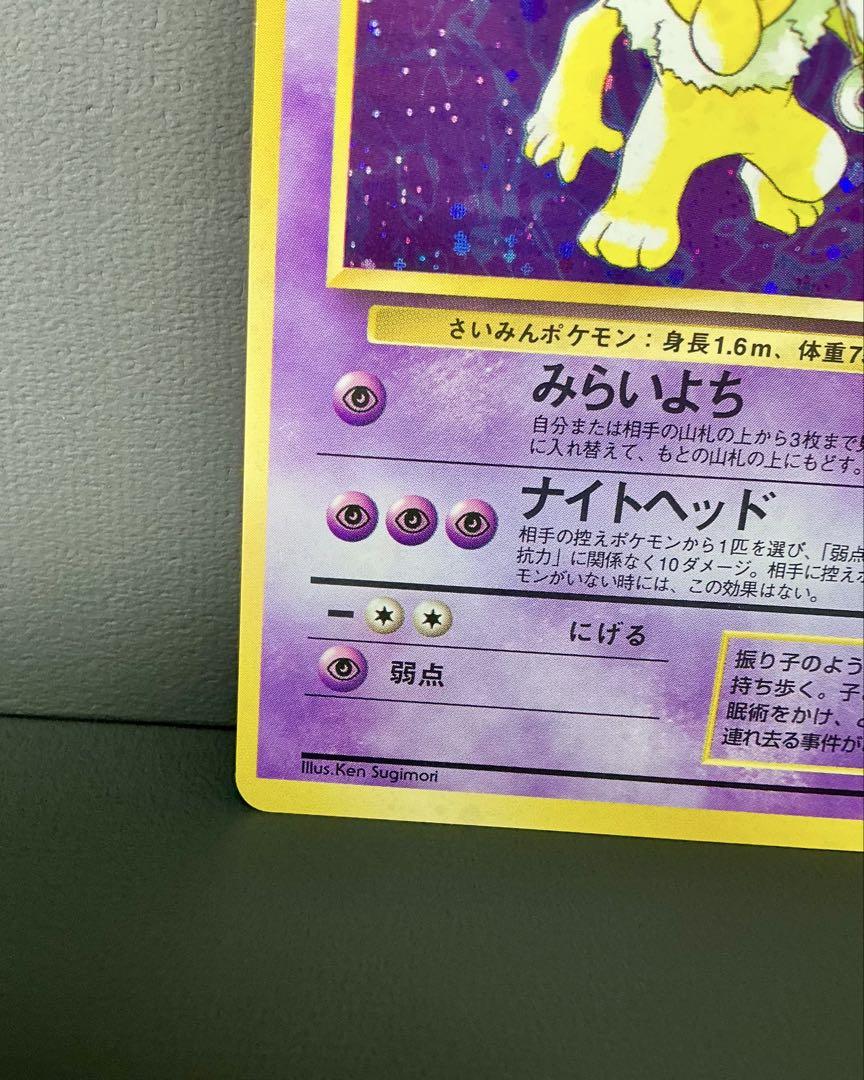 さいみんポケモン：身長1.6m、体重7
みらいよち
自分または相手の山札の上から3枚まで
に入れ替えて、もとの山札の上にもどす。
ナイトヘッド
相手の控えポケモンから1匹を選び、「弱点
抗力」に関係なく10ダメージ。相手に控え
モンがいない時には、この効果はない。
にげる
弱点
振り子のよう
持ち歩く。子
眠術をかけ、
連れ去る事件が
Illus.Ken Sugimori